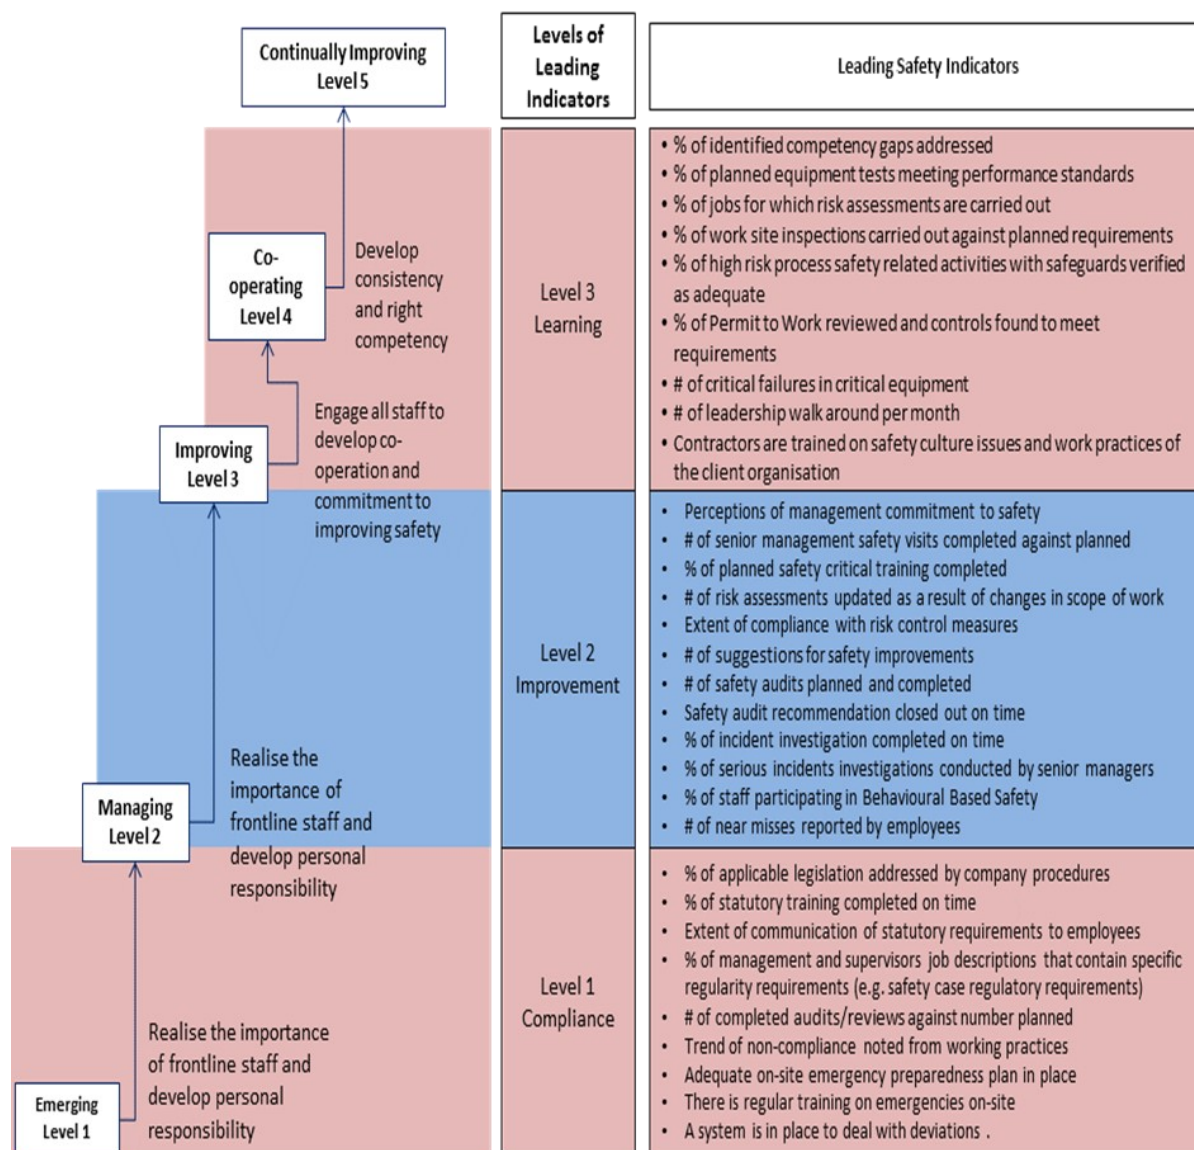 Continually Improving
Level 5
Levels of
Leading
Indicators
Leading Safety Indicators
Co-
operating
Level 4
Develop
consistency
and right
competency
Engage all staff to
develop co-
operation and
commitment to
improving safety
Improving
Level 3
Level 3
Learning
• % of identified competency gaps addressed
• % of planned equipment tests meeting performance standards
• % of jobs for which risk assessments are carried out
• % of work site inspections carried out against planned requirements
• % of high risk process safety related activities with safeguards verified
as adequate
• % of Permit to Work reviewed and controls found to meet
requirements
• # of critical failures in critical equipment
• # of leadership walk around per month
• Contractors are trained on safety culture issues and work practices of
the client organisation
Realise the
importance of
frontline staff and
develop personal
responsibility
Managing
Level 2
Level 2
Improvement
• Perceptions of management commitment to safety
• # of senior management safety visits completed against planned
• % of planned safety critical training completed
• # of risk assessments updated as a result of changes in scope of work
• Extent of compliance with risk control measures
• # of suggestions for safety improvements
• # of safety audits planned and completed
• Safety audit recommendation closed out on time
• % of incident investigation completed on time
• % of serious incidents investigations conducted by senior managers
• % of staff participating in Behavioural Based Safety
• # of near misses reported by employees
Realise the importance
of frontline staff and
develop personal
responsibility
Emerging
Level 1
Level 1
Compliance
• % of applicable legislation addressed by company procedures
• % of statutory training completed on time
• Extent of communication of statutory requirements to employees
• % of management and supervisors job descriptions that contain specific
regularity requirements (e.g. safety case regulatory requirements)
• # of completed audits/reviews against number planned
• Trend of non-compliance noted from working practices
• Adequate on-site emergency preparedness plan in place
• There is regular training on emergencies on-site
• A system is in place to deal with deviations .